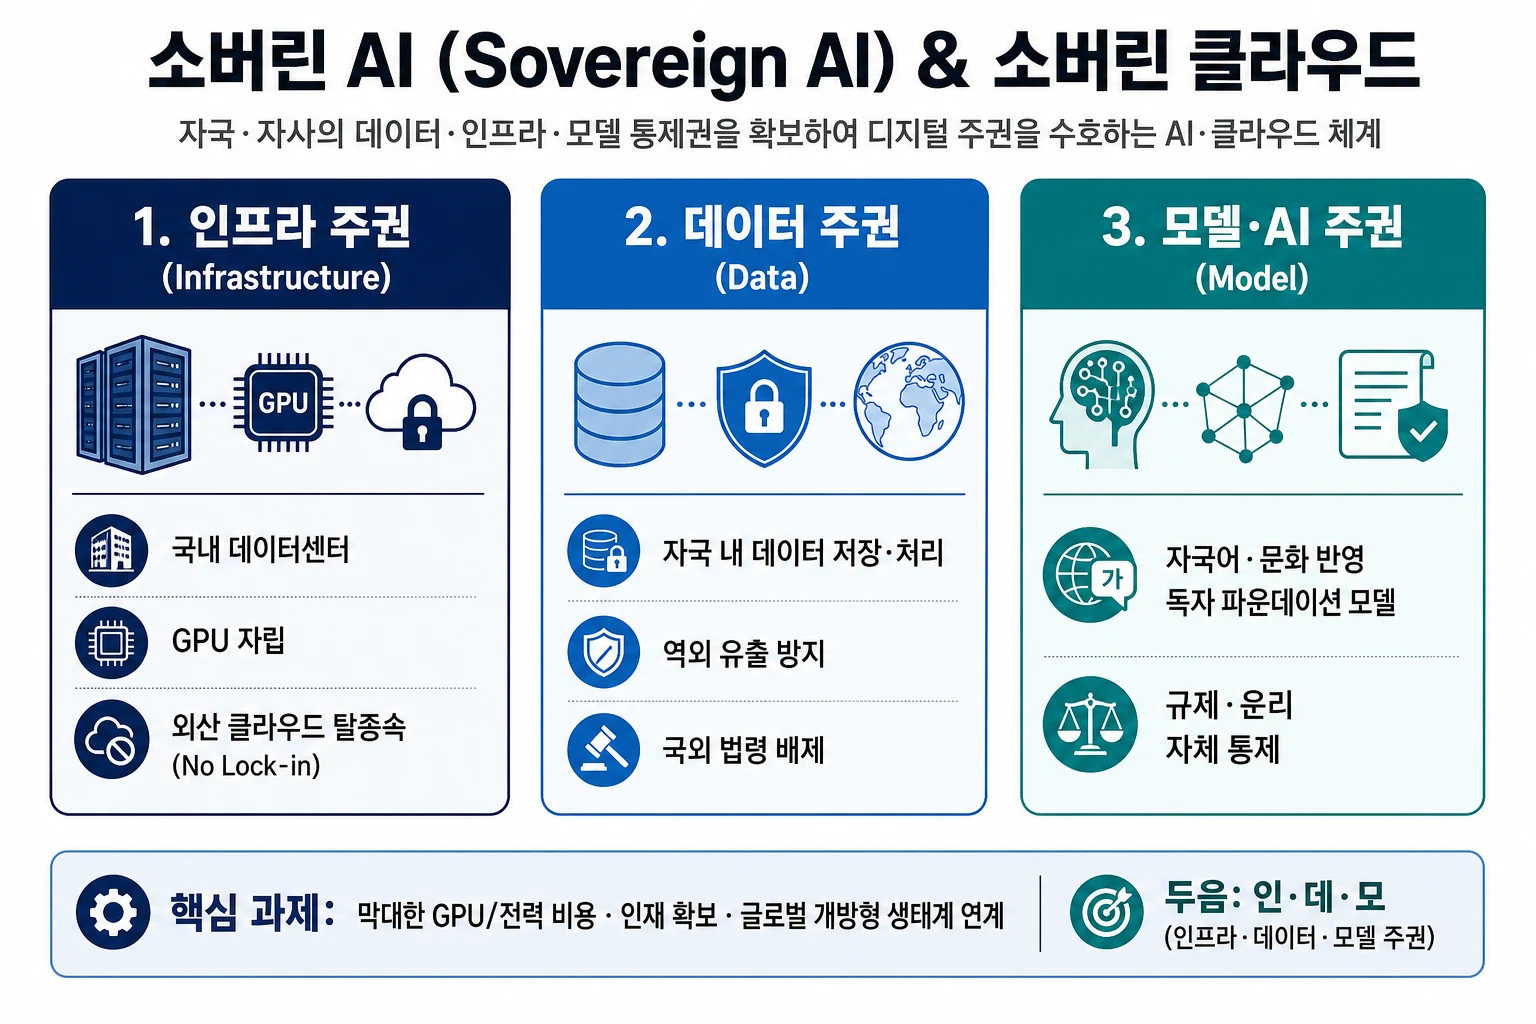 소버린 AI (Sovereign AI) & 소버린 클라우드
자국·자사의 데이터·인프라·모델 통제권을 확보하여 디지털 주권을 수호하는 AI·클라우드 체계
1. 인프라 주권
(Infrastructure)
GPU
국내 데이터센터
GPU 자립
외산 클라우드 탈종속
(No Lock-in)
2. 데이터 주권
(Data)
자국 내 데이터 저장·처리
역외 유출 방지
국외 법령 배제
3. 모델·AI 주권
(Model)
가
자국어·문화 반영
독자 파운데이션 모델
규제·윤리
자체 통제
핵심 과제: 막대한 GPU/전력 비용 · 인재 확보 · 글로벌 개방형 생태계 연계
두음: 인·데·모
(인프라·데이터·모델 주권)